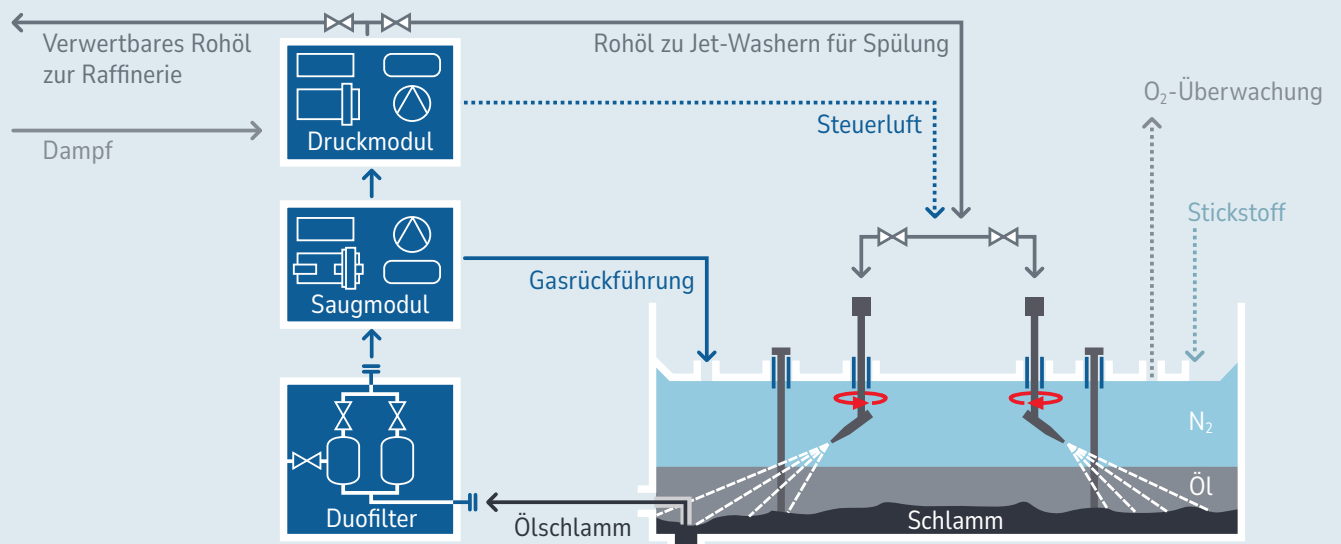 Verwertbares Rohöl
zur Raffinerie
Rohöl zu Jet-Washern für Spülung
O₂-Überwachung
Steuerluft
Druckmodul
Dampf
Stickstoff
Gasrückführung
Saugmodul
N₂
Öl
Duofilter
Ölschlamm
Schlamm